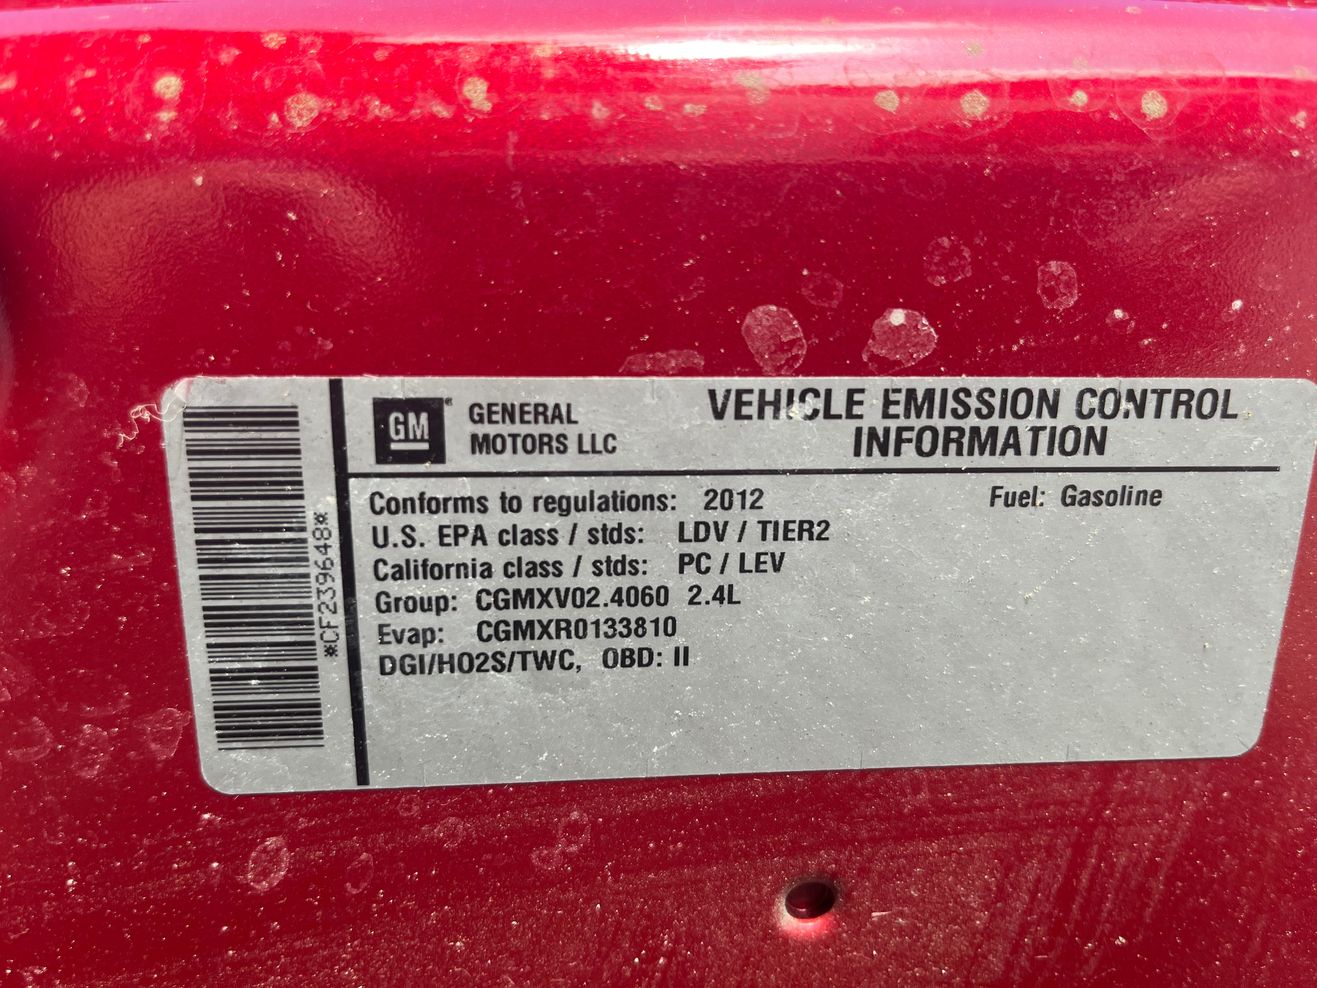 *CF239648*
GM
GENERAL
MOTORS LLC
VEHICLE EMISSION CONTROL
INFORMATION
Conforms to regulations: 2012
Fuel: Gasoline
U.S. EPA class / stds: LDV / TIER2
California class / stds: PC / LEV
Group: CGMXV02.4060 2.4L
Evap: CGMXR0133810
DGI/HO2S/TWC, OBD: II